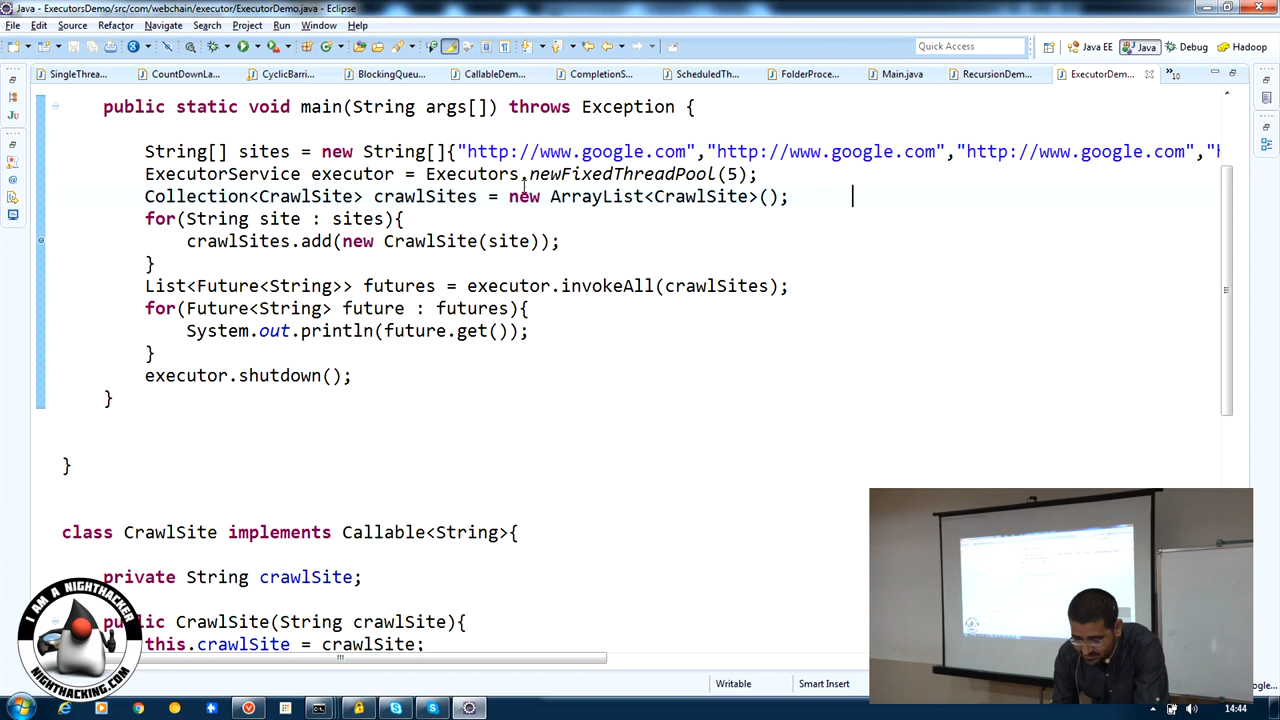 Java - ExecutorsDemo/src/com/webchain/executor/ExecutorDemo.java - Eclipse
File Edit Source Refactor Navigate Search Project Run Window Help
Quick Access Java EE Java Debug Hadoop
SingleThrea... CountDownLa... CyclicBarri... BlockingQueu... CallableDem... CompletionS... ScheduledTh... FolderProce... Main.java RecursionDem... ExecutorDem... »10
public static void main(String args[]) throws Exception {
String[] sites = new String[]{"http://www.google.com","http://www.google.com","http://www.google.com","h
ExecutorService executor = Executors.newFixedThreadPool(5);
Collection<CrawlSite> crawlSites = new ArrayList<CrawlSite>();
for(String site : sites){
crawlSites.add(new CrawlSite(site));
}
List<Future<String>> futures = executor.invokeAll(crawlSites);
for(Future<String> future : futures){
System.out.println(future.get());
}
executor.shutdown();
}
}
class CrawlSite implements Callable<String>{
private String crawlSite;
public CrawlSite(String crawlSite){
this.crawlSite = crawlSite;
I AM A NIGHTHACKER
NIGHTHACKING.COM
Writable Smart Insert
oogle...
14:44